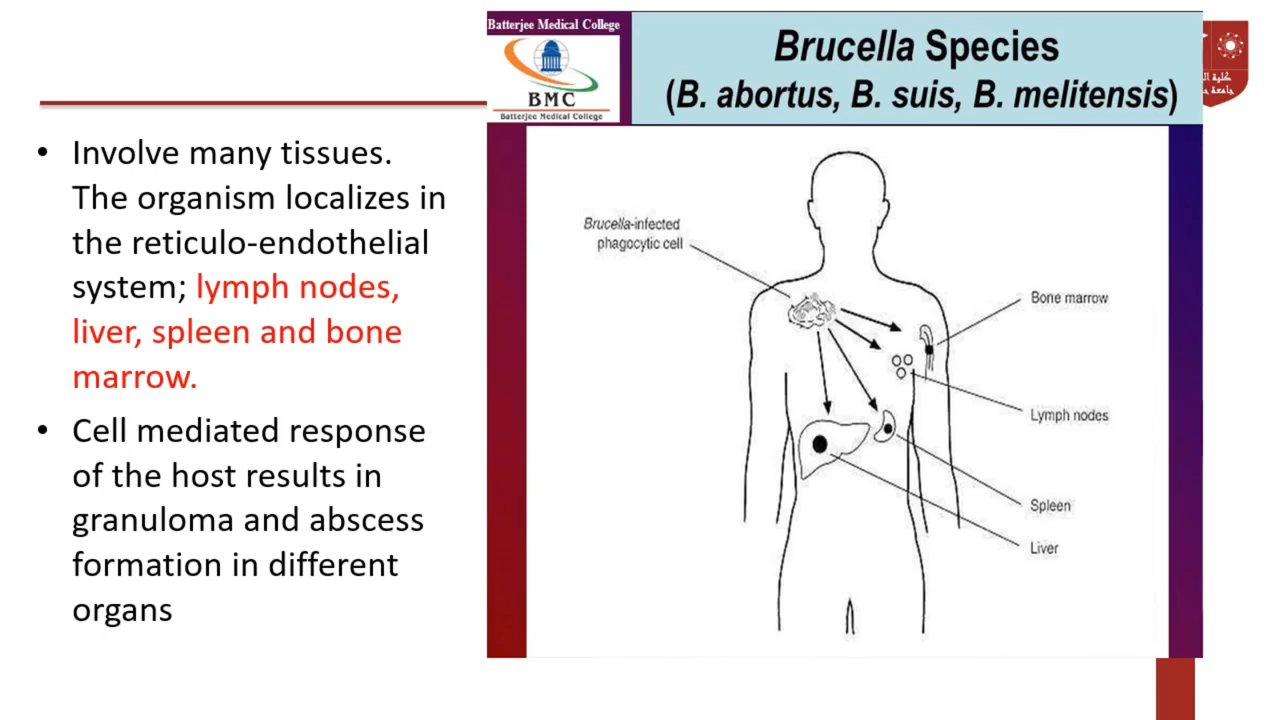 Batterjee Medical College
BMC
Batterjee Medical College
Brucella Species
(B. abortus, B. suis, B. melitensis)
• Involve many tissues.
The organism localizes in
the reticulo-endothelial
system; lymph nodes,
liver, spleen and bone
marrow.
• Cell mediated response
of the host results in
granuloma and abscess
formation in different
organs
Brucella-infected
phagocytic cell
Bone marrow
Lymph nodes
Spleen
Liver